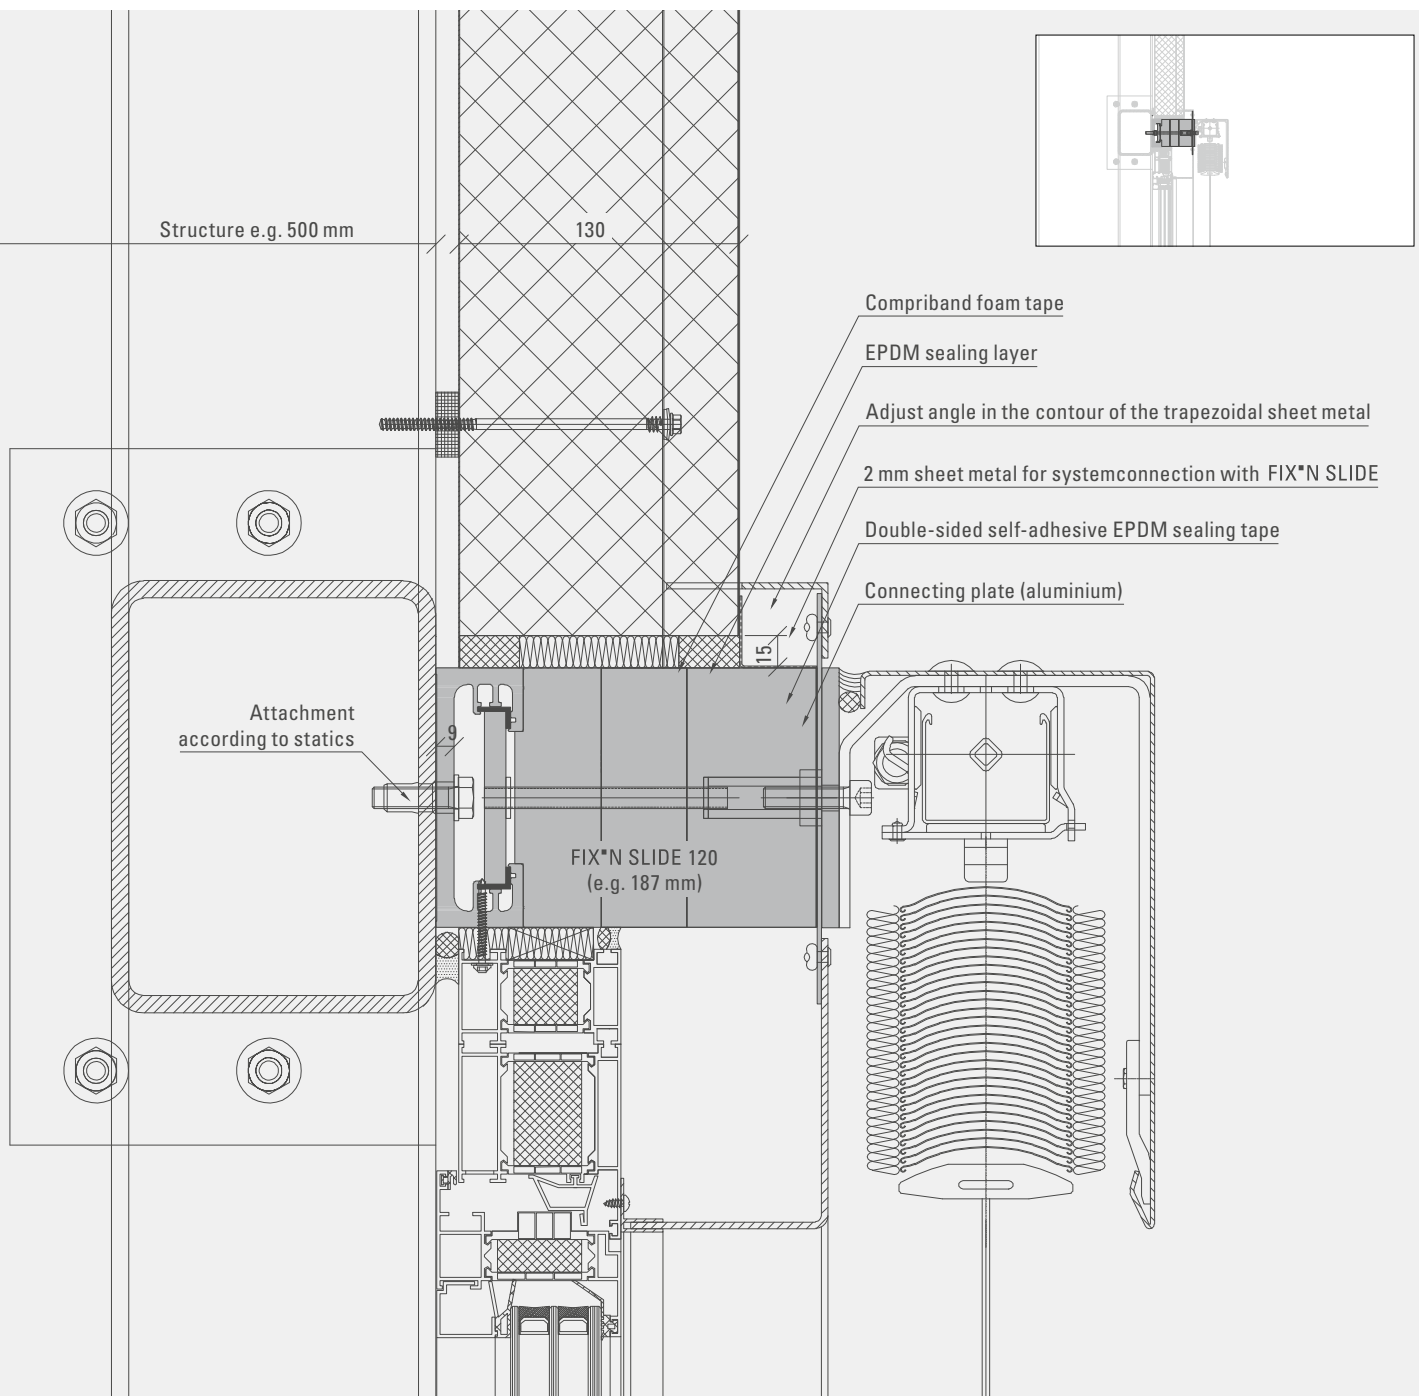 Structure e.g. 500 mm
130
Compriband foam tape
EPDM sealing layer
Adjust angle in the contour of the trapezoidal sheet metal
2 mm sheet metal for systemconnection with FIX■N SLIDE
Double-sided self-adhesive EPDM sealing tape
Connecting plate (aluminium)
15
Attachment
according to statics
9
FIX■N SLIDE 120
(e.g. 187 mm)